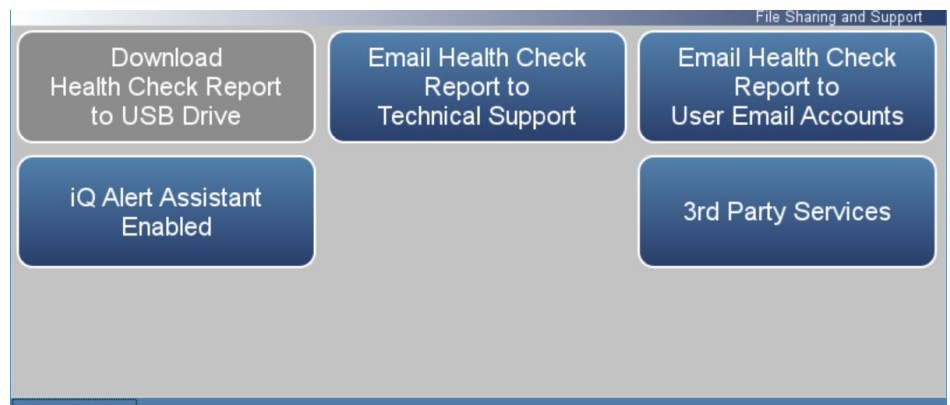 File Sharing and Support
Download
Health Check Report
to USB Drive
Email Health Check
Report to
Technical Support
Email Health Check
Report to
User Email Accounts
iQ Alert Assistant
Enabled
3rd Party Services